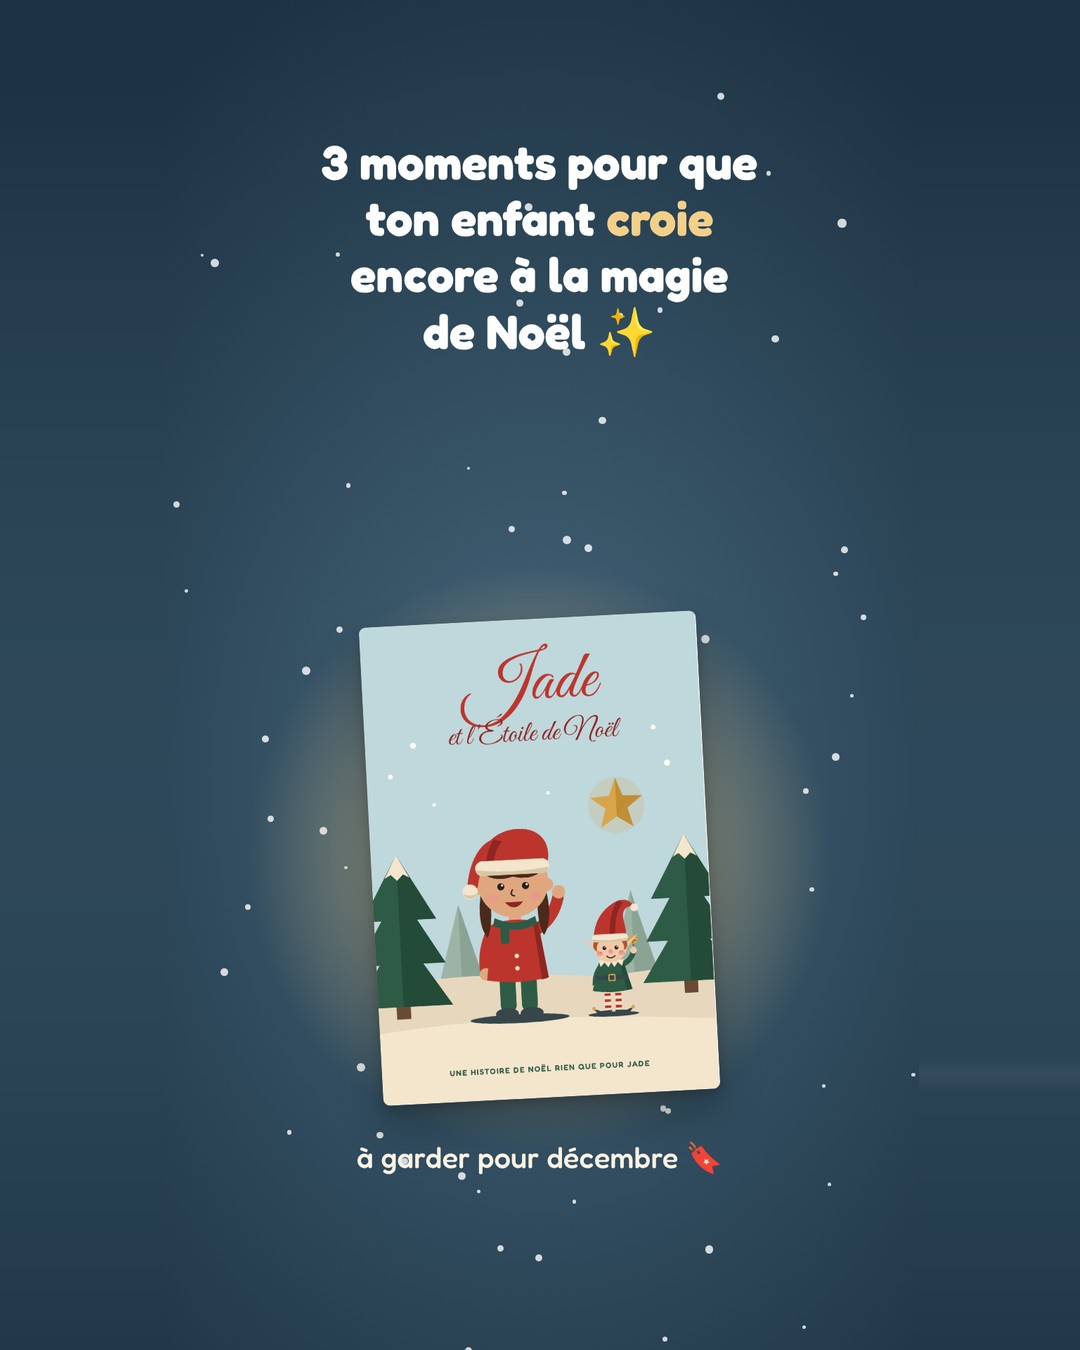 3 moments pour que
ton enfant croie
encore à la magie
de Noël ✨
Jade
et l'Étoile de Noël
UNE HISTOIRE DE NOËL RIEN QUE POUR JADE
à garder pour décembre 🔖